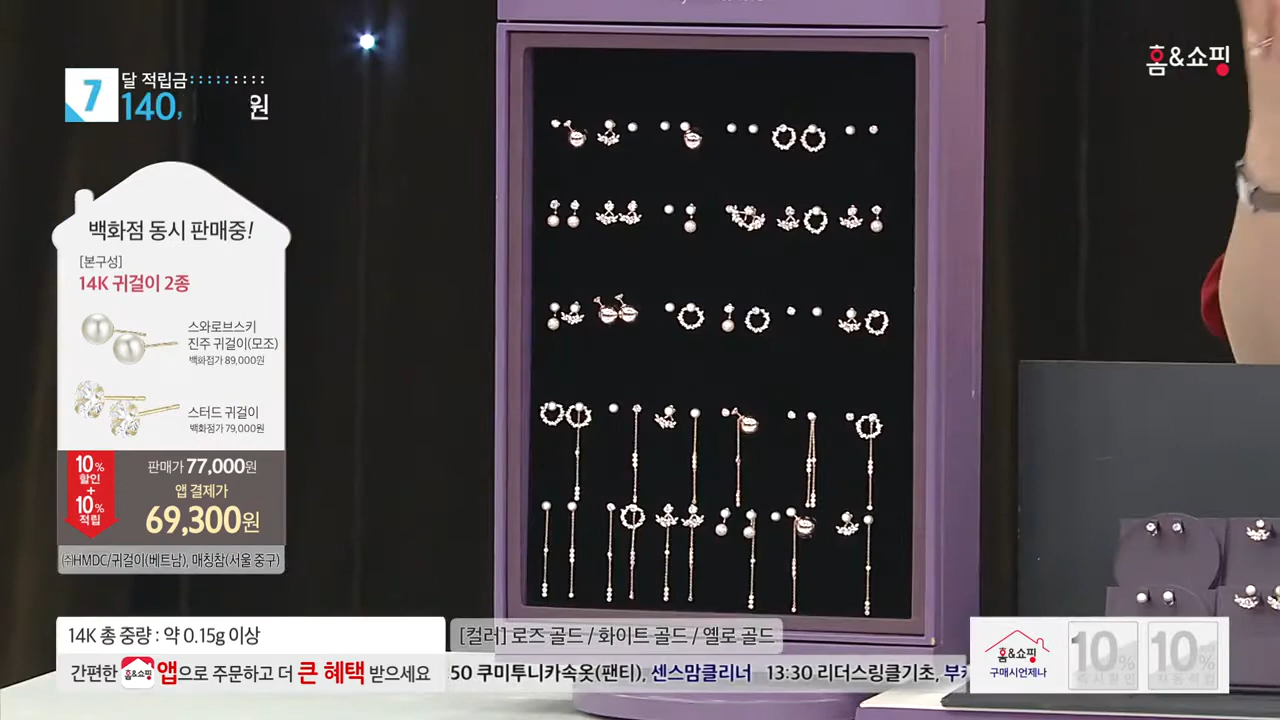 홈&쇼핑
7
달 적립금
140,
원
백화점 동시 판매중!
[본구성]
14K 귀걸이 2종
스와로브스키
진주 귀걸이(모조)
백화점가 89,000원
스터드 귀걸이
백화점가 79,000원
10%
할인
+
10%
적립
판매가 77,000원
앱 결제가
69,300원
㈜HMDC/귀걸이(베트남), 매칭참(서울 중구)
14K 총 중량 : 약 0.15g 이상
[컬러] 로즈 골드 / 화이트 골드 / 옐로 골드
간편한 홈&쇼핑 앱으로 주문하고 더 큰 혜택 받으세요
50 쿠미투니카속옷(팬티), 센스맘클리너 13:30 리더스링클기초,
홈&쇼핑
구매시언제나
10%
즉시할인
10%